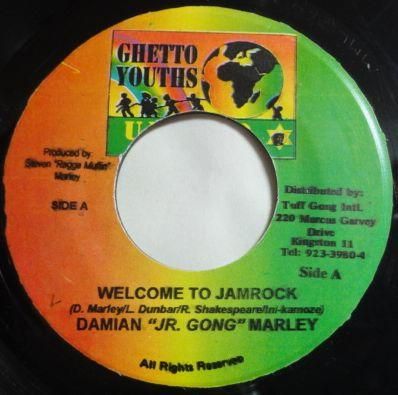 GHETTO
YOUTHS
Produced by:
Steven "Ragga Muffin"
Marley
SIDE A
Distributed by:
Tuff Gong Intl.
220 Marcus Garvey
Drive
Kingston 11
Tel: 923-3980-4
Side A
WELCOME TO JAMROCK
(D. Marley/L. Dunbar/R. Shakespeare/Ini-kamoze)
DAMIAN "JR. GONG" MARLEY
All Rights Reserved